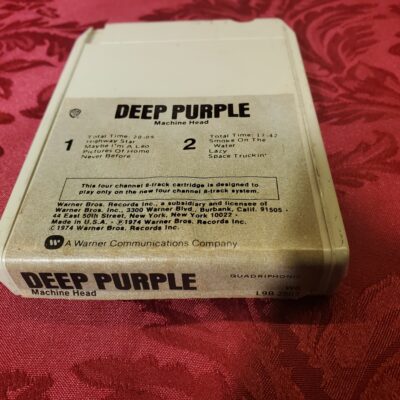 DEEP PURPLE
Machine Head
1
Total Time: 20:05
Highway Star
Maybe I'm A Leo
Pictures Of Home
Never Before
2
Total Time: 17:42
Smoke On The
Water
Lazy
Space Truckin'
This four channel 8-track cartridge is designed to
play only on the new four channel 8-track system.
Warner Bros. Records Inc., a subsidiary and licensee of
Warner Bros. Inc., 3300 Warner Blvd., Burbank, Calif. 91505 -
44 East 50th Street, New York, New York 10022 -
Made in U.S.A. - ℗1974 Warner Bros. Records Inc.
©1974 Warner Bros. Records Inc.
A Warner Communications Company
DEEP PURPLE
Machine Head
QUADRIPHONIC